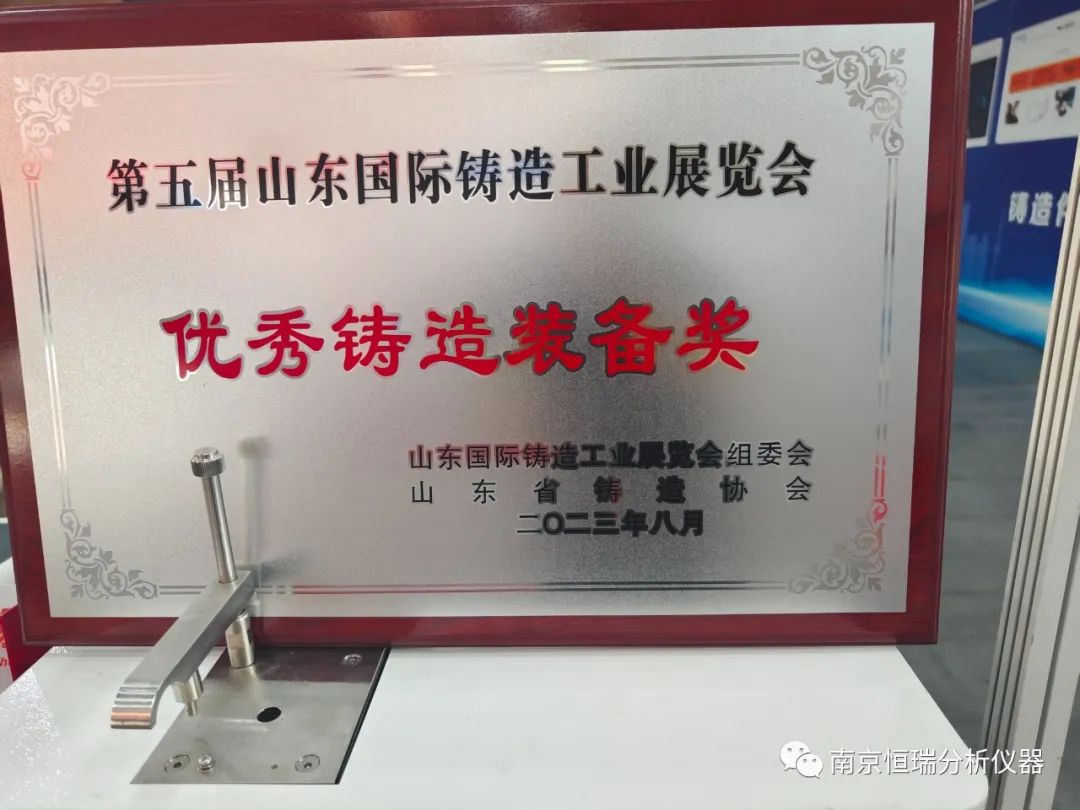 第五届山东国际铸造工业展览会
优秀铸造装备奖
山东国际铸造工业展览会组委会
山东省铸造协会
二〇二三年八月
铸造
南京恒瑞分析仪器